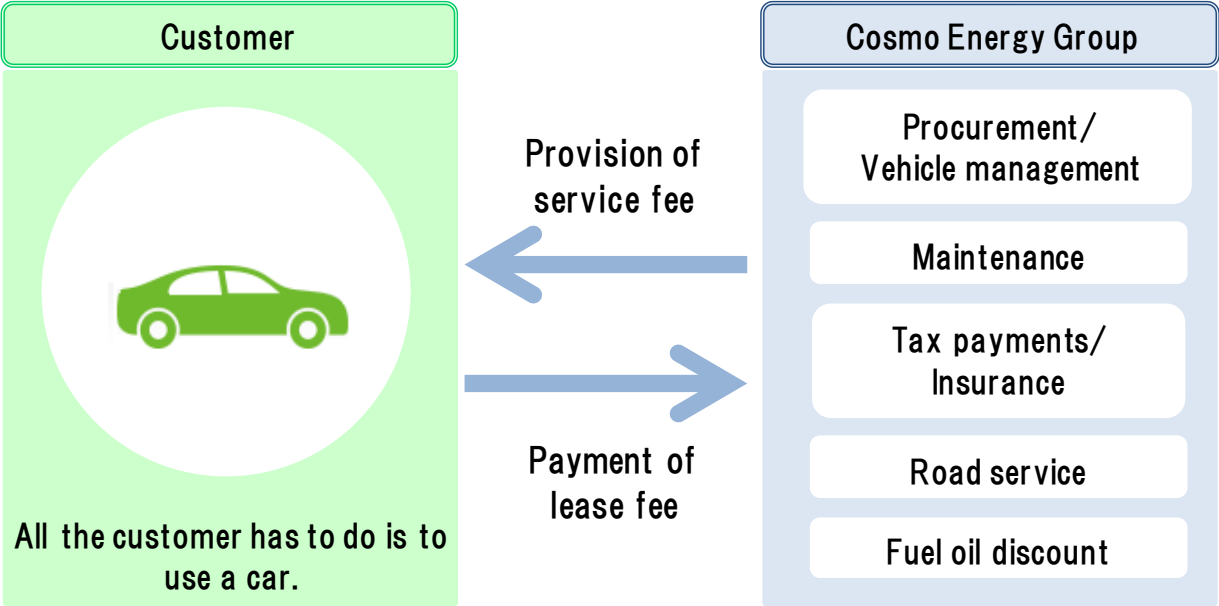 Customer
All the customer has to do is to
use a car.
Provision of
service fee
Payment of
lease fee
Cosmo Energy Group
Procurement/
Vehicle management
Maintenance
Tax payments/
Insurance
Road service
Fuel oil discount